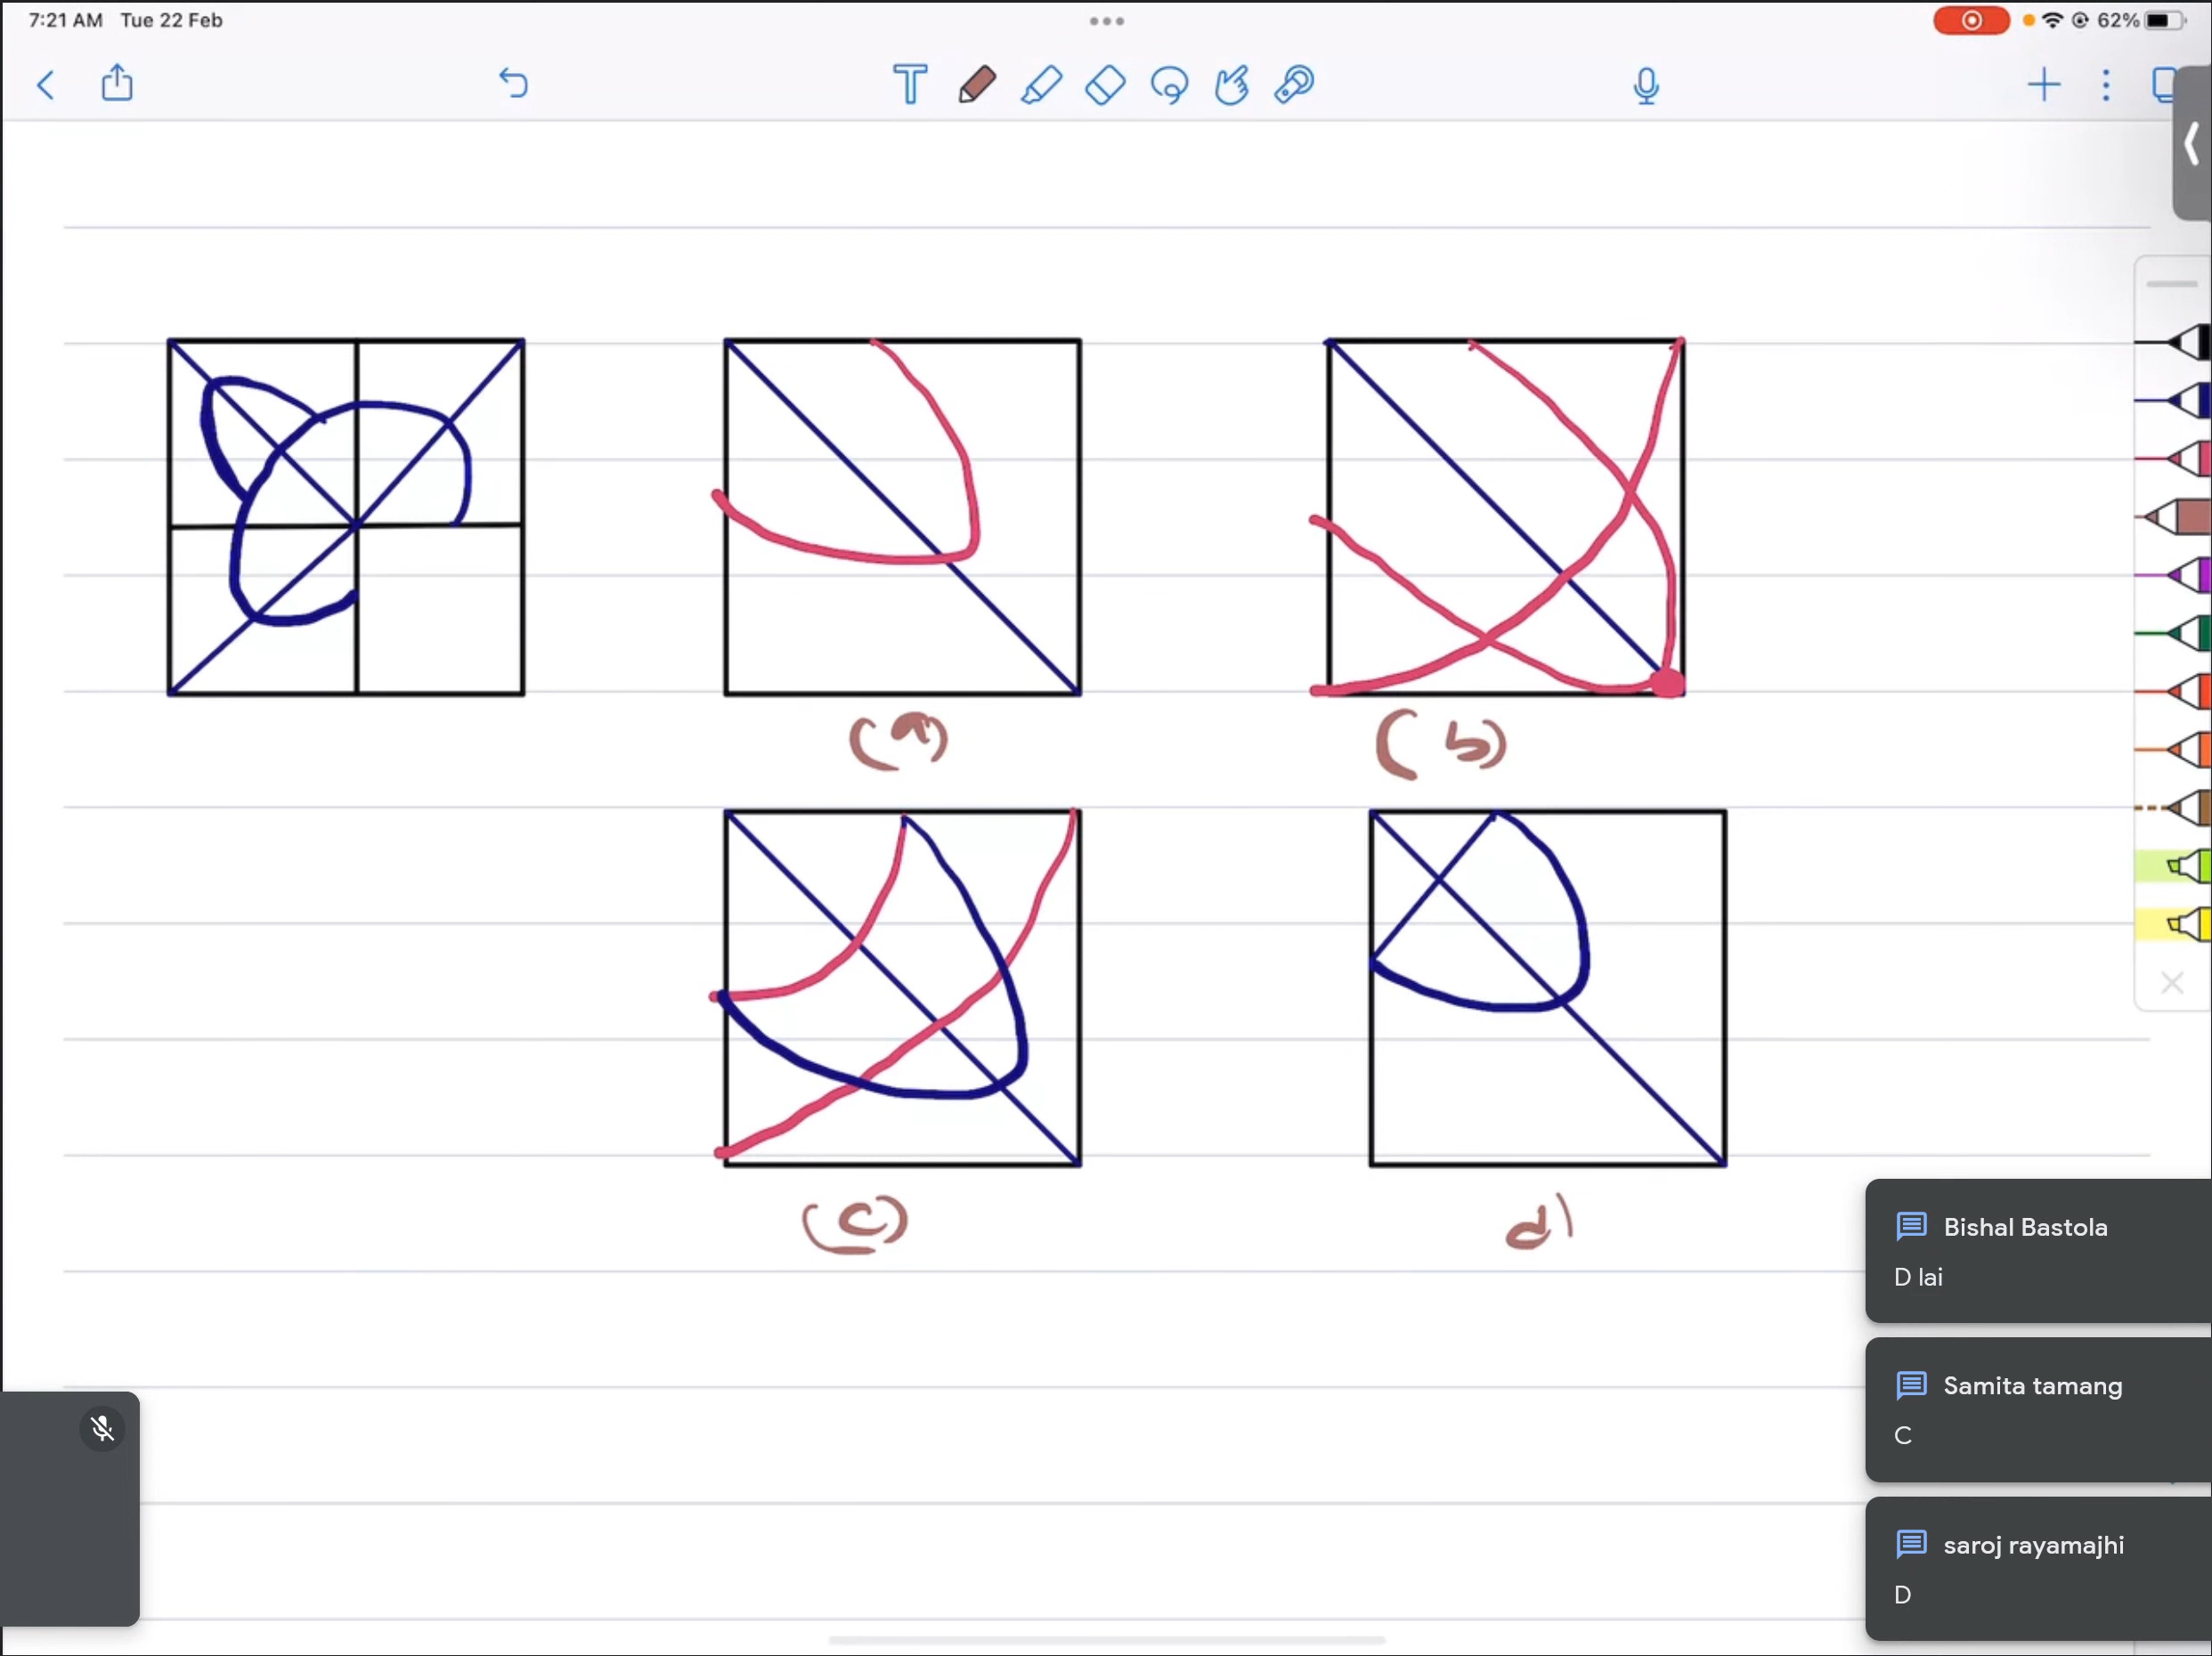 7:21 AM Tue 22 Feb
62%
T
(a)
(b)
(c)
d)
Bishal Bastola
D lai
Samita tamang
C
saroj rayamajhi
D